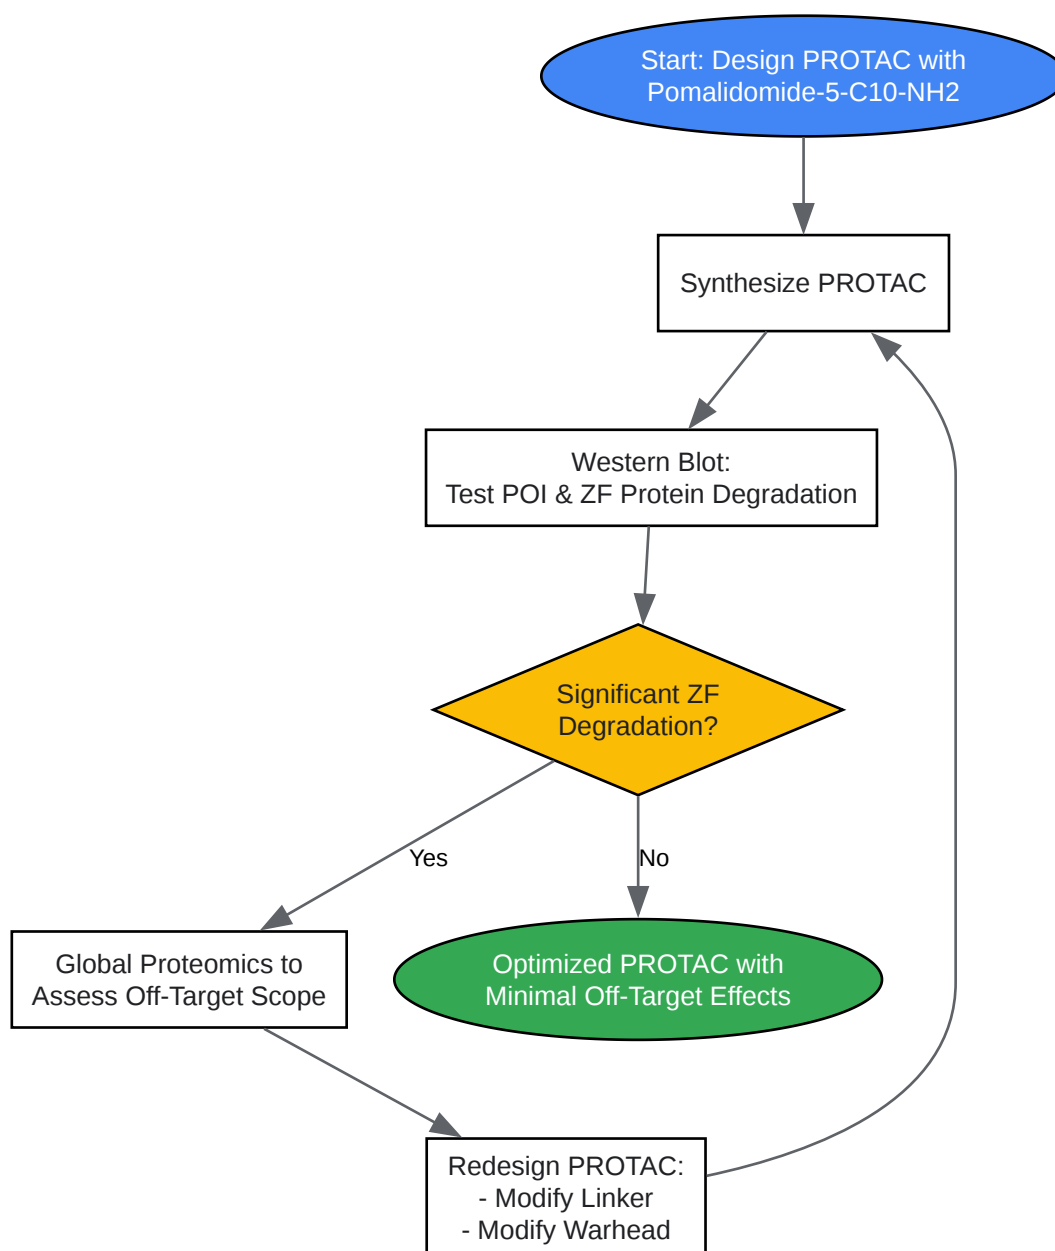 Start: Design PROTAC with
Pomalidomide-5-C10-NH2
Synthesize PROTAC
Western Blot:
Test POI & ZF Protein Degradation
Significant ZF
Degradation?
Yes
No
Global Proteomics to
Assess Off-Target Scope
Optimized PROTAC with
Minimal Off-Target Effects
Redesign PROTAC:
- Modify Linker
- Modify Warhead